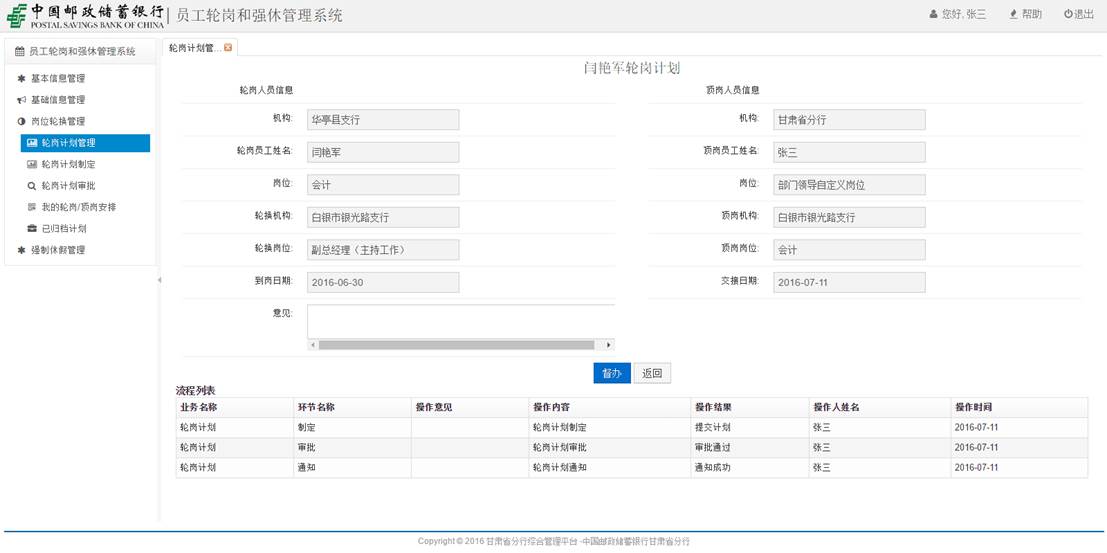 中国邮政储蓄银行 员工轮岗和强休管理系统 您好, 张三 帮助 退出
POSTAL SAVINGS BANK OF CHINA
员工轮岗和强休管理系统
基本信息管理
基础信息管理
岗位轮换管理
轮岗计划管理
轮岗计划制定
轮岗计划审批
我的轮岗/顶岗安排
已归档计划
强制休假管理
轮岗计划管...
闫艳军轮岗计划
轮岗人员信息 顶岗人员信息
机构: 华亭县支行 机构: 甘肃省分行
轮岗员工姓名: 闫艳军 顶岗员工姓名: 张三
岗位: 会计 岗位: 部门领导自定义岗位
轮换机构: 白银市银光路支行 顶岗机构: 白银市银光路支行
轮换岗位: 副总经理（主持工作） 顶岗岗位: 会计
到岗日期: 2016-06-30 交接日期: 2016-07-11
意见:
督办 返回
流程列表
业务名称 环节名称 操作意见 操作内容 操作结果 操作人姓名 操作时间
轮岗计划 制定 轮岗计划制定 提交计划 张三 2016-07-11
轮岗计划 审批 轮岗计划审批 审批通过 张三 2016-07-11
轮岗计划 通知 轮岗计划通知 通知成功 张三 2016-07-11
Copyright © 2016 甘肃省分行综合管理平台 -中国邮政储蓄银行甘肃省分行